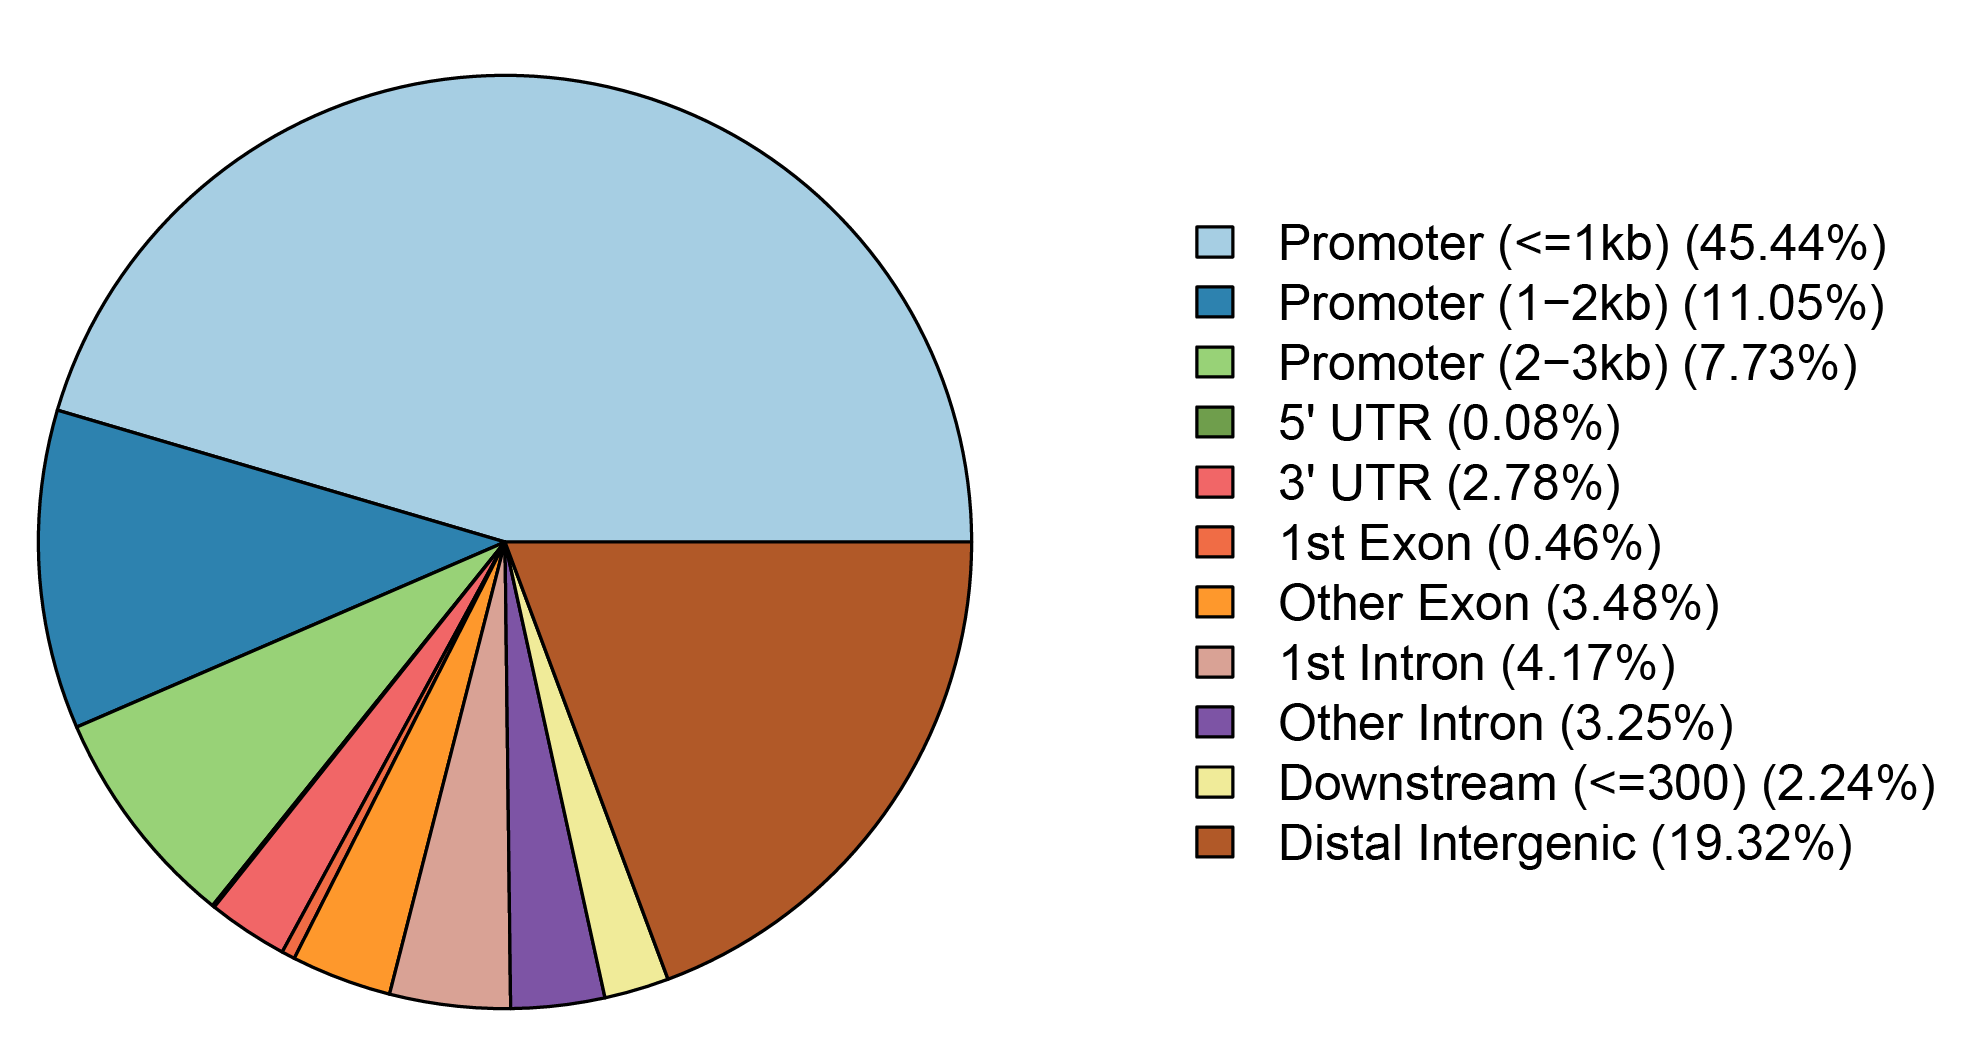 Promoter (<=1kb) (45.44%)
Promoter (1−2kb) (11.05%)
Promoter (2−3kb) (7.73%)
5' UTR (0.08%)
3' UTR (2.78%)
1st Exon (0.46%)
Other Exon (3.48%)
1st Intron (4.17%)
Other Intron (3.25%)
Downstream (<=300) (2.24%)
Distal Intergenic (19.32%)